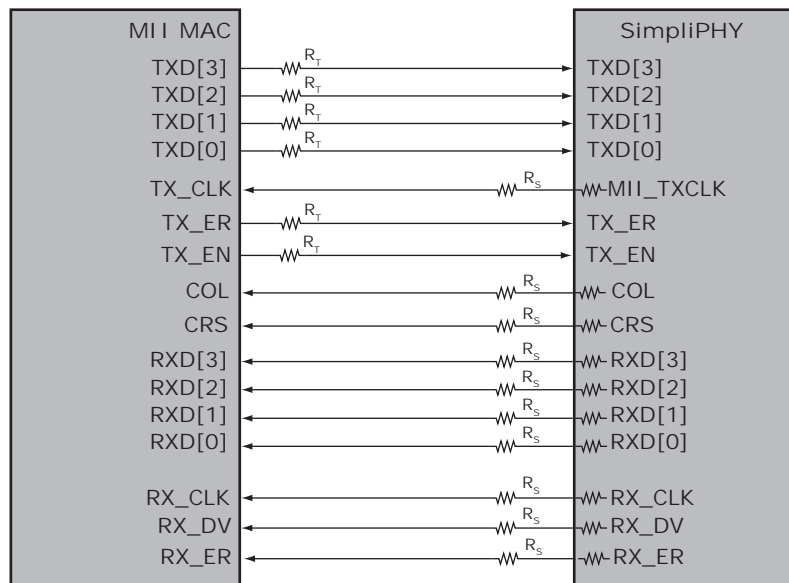 MII MAC SimpliPHY
TXD[3] R_T TXD[3]
TXD[2] R_T TXD[2]
TXD[1] R_T TXD[1]
TXD[0] R_T TXD[0]
TX_CLK R_S MII_TXCLK
TX_ER R_T TX_ER
TX_EN R_T TX_EN
COL R_S COL
CRS R_S CRS
RXD[3] R_S RXD[3]
RXD[2] R_S RXD[2]
RXD[1] R_S RXD[1]
RXD[0] R_S RXD[0]
RX_CLK R_S RX_CLK
RX_DV R_S RX_DV
RX_ER R_S RX_ER